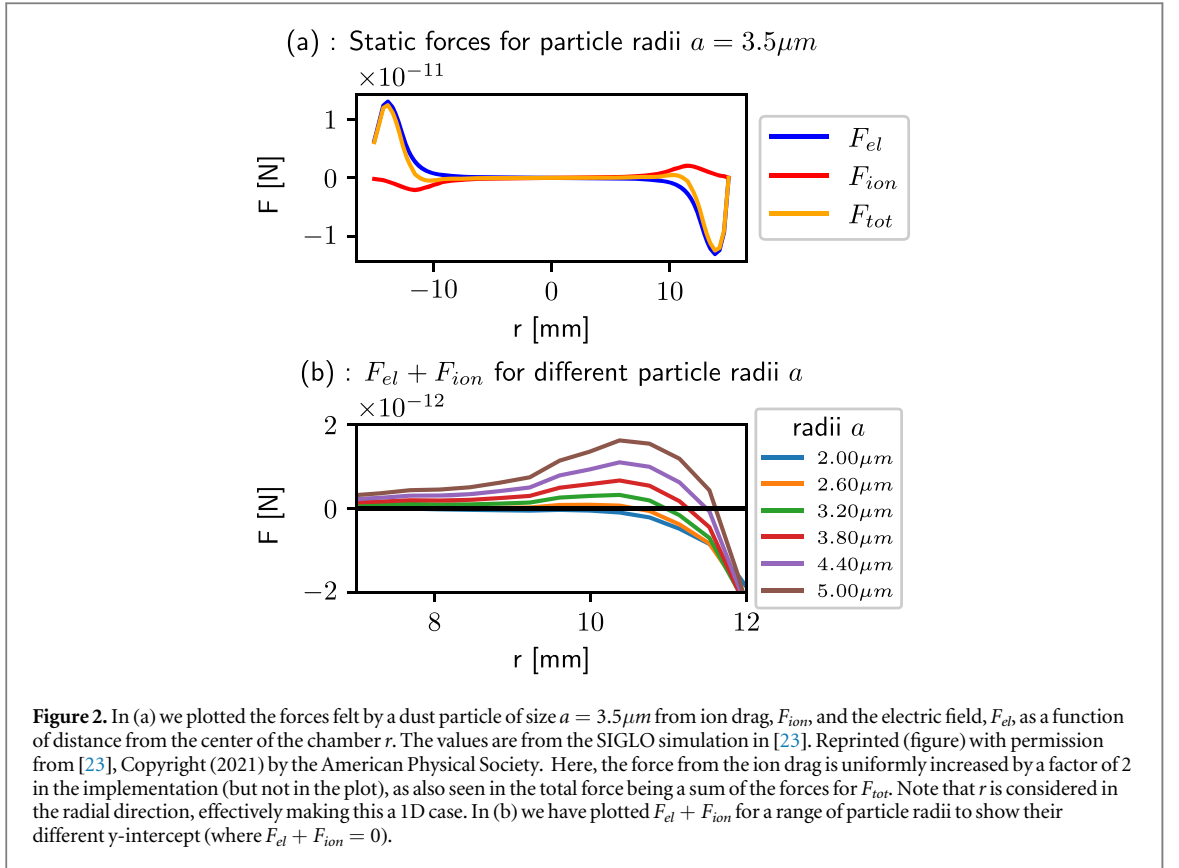 (a) : Static forces for particle radii a = 3.5μm
×10⁻¹¹
1
0
−1
F [N]
−10 0 10
r [mm]
F_el
F_ion
F_tot
(b) : F_el + F_ion for different particle radii a
×10⁻¹²
2
0
−2
F [N]
8 10 12
r [mm]
radii a
2.00μm
2.60μm
3.20μm
3.80μm
4.40μm
5.00μm
Figure 2. In (a) we plotted the forces felt by a dust particle of size a = 3.5μm from ion drag, F_ion, and the electric field, F_el, as a function
of distance from the center of the chamber r. The values are from the SIGLO simulation in [23]. Reprinted (figure) with permission
from [23], Copyright (2021) by the American Physical Society. Here, the force from the ion drag is uniformly increased by a factor of 2
in the implementation (but not in the plot), as also seen in the total force being a sum of the forces for F_tot. Note that r is considered in
the radial direction, effectively making this a 1D case. In (b) we have plotted F_el + F_ion for a range of particle radii to show their
different y-intercept (where F_el + F_ion = 0).